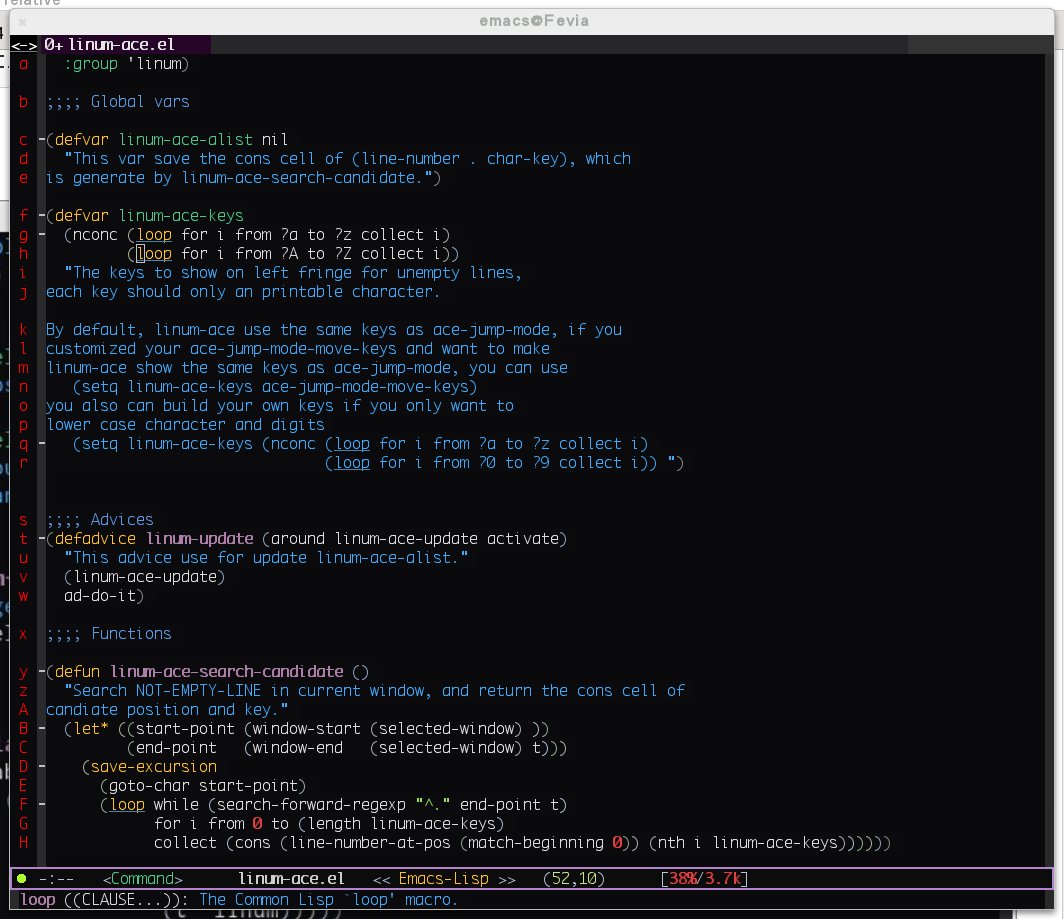 relative
emacs@Fevia
<-> 0+ linum-ace.el
a :group 'linum)
b ;;;; Global vars
c -(defvar linum-ace-alist nil
d "This var save the cons cell of (line-number . char-key), which
e is generate by linum-ace-search-candidate.")
f -(defvar linum-ace-keys
g - (nconc (loop for i from ?a to ?z collect i)
h (loop for i from ?A to ?Z collect i))
i "The keys to show on left fringe for unempty lines,
j each key should only an printable character.
k By default, linum-ace use the same keys as ace-jump-mode, if you
l customized your ace-jump-mode-move-keys and want to make
m linum-ace show the same keys as ace-jump-mode, you can use
n (setq linum-ace-keys ace-jump-mode-move-keys)
o you also can build your own keys if you only want to
p lower case character and digits
q - (setq linum-ace-keys (nconc (loop for i from ?a to ?z collect i)
r (loop for i from ?0 to ?9 collect i)) ")
s ;;;; Advices
t -(defadvice linum-update (around linum-ace-update activate)
u "This advice use for update linum-ace-alist."
v (linum-ace-update)
w ad-do-it)
x ;;;; Functions
y -(defun linum-ace-search-candidate ()
z "Search NOT-EMPTY-LINE in current window, and return the cons cell of
A candiate position and key."
B - (let* ((start-point (window-start (selected-window) ))
C (end-point (window-end (selected-window) t)))
D - (save-excursion
E (goto-char start-point)
F - (loop while (search-forward-regexp "^." end-point t)
G for i from 0 to (length linum-ace-keys)
H collect (cons (line-number-at-pos (match-beginning 0)) (nth i linum-ace-keys))))))
-:-- <Command> linum-ace.el << Emacs-Lisp >> (52,10) [38%/3.7k]
loop ((CLAUSE...)): The Common Lisp `loop' macro.